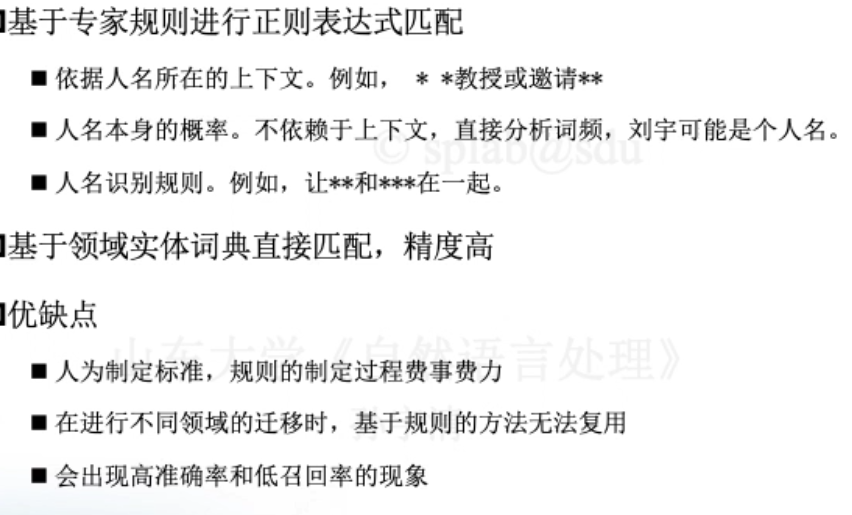 基于专家规则进行正则表达式匹配
■ 依据人名所在的上下文。例如， * *教授或邀请**
■ 人名本身的概率。不依赖于上下文，直接分析词频，刘宇可能是个人名。
© splab@sdu
■ 人名识别规则。例如，让**和***在一起。
基于领域实体词典直接匹配，精度高
优缺点
山东大学《自然语言处理》
■ 人为制定标准，规则的制定过程费事费力
■ 在进行不同领域的迁移时，基于规则的方法无法复用
■ 会出现高准确率和低召回率的现象